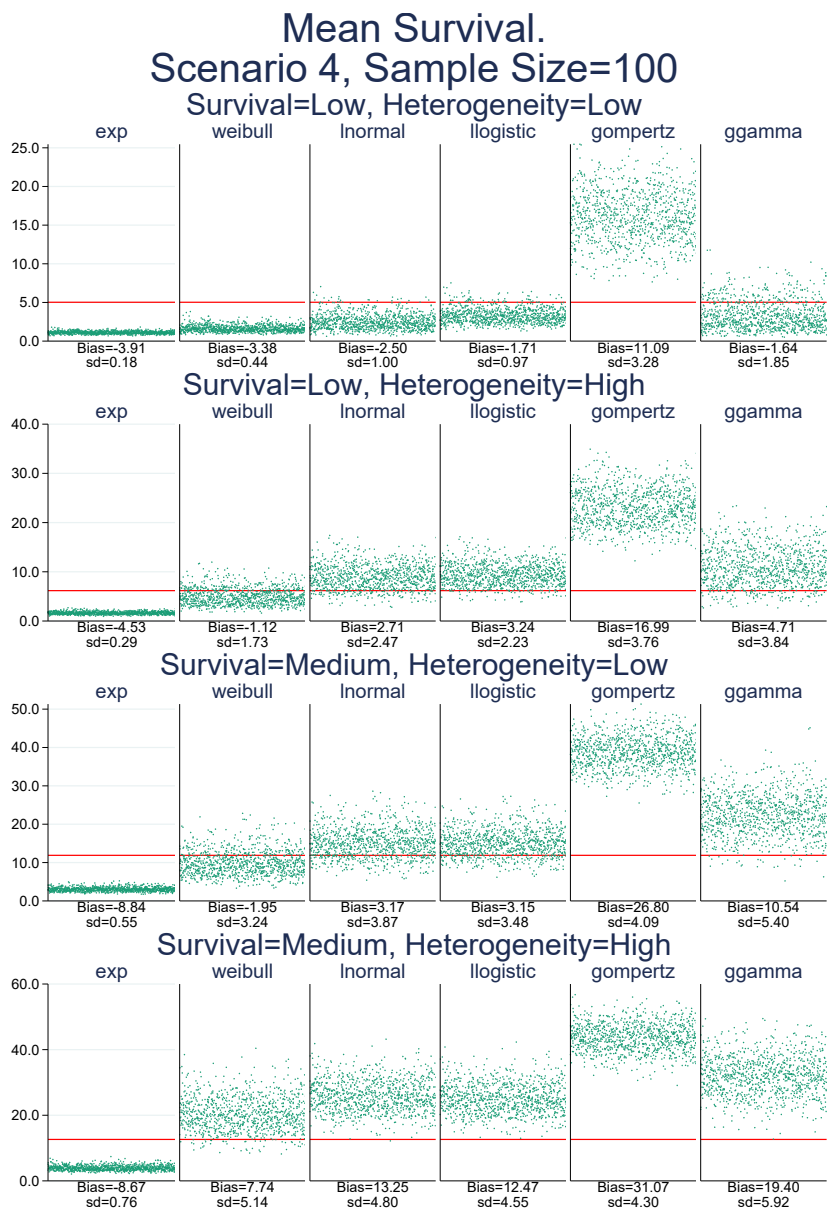 Mean Survival.
Scenario 4, Sample Size=100
Survival=Low, Heterogeneity=Low
exp weibull lnormal llogistic gompertz ggamma
25.0
20.0
15.0
10.0
5.0
0.0
Bias=-3.91 Bias=-3.38 Bias=-2.50 Bias=-1.71 Bias=11.09 Bias=-1.64
sd=0.18 sd=0.44 sd=1.00 sd=0.97 sd=3.28 sd=1.85
Survival=Low, Heterogeneity=High
exp weibull lnormal llogistic gompertz ggamma
40.0
30.0
20.0
10.0
0.0
Bias=-4.53 Bias=-1.12 Bias=2.71 Bias=3.24 Bias=16.99 Bias=4.71
sd=0.29 sd=1.73 sd=2.47 sd=2.23 sd=3.76 sd=3.84
Survival=Medium, Heterogeneity=Low
exp weibull lnormal llogistic gompertz ggamma
50.0
40.0
30.0
20.0
10.0
0.0
Bias=-8.84 Bias=-1.95 Bias=3.17 Bias=3.15 Bias=26.80 Bias=10.54
sd=0.55 sd=3.24 sd=3.87 sd=3.48 sd=4.09 sd=5.40
Survival=Medium, Heterogeneity=High
exp weibull lnormal llogistic gompertz ggamma
60.0
40.0
20.0
0.0
Bias=-8.67 Bias=7.74 Bias=13.25 Bias=12.47 Bias=31.07 Bias=19.40
sd=0.76 sd=5.14 sd=4.80 sd=4.55 sd=4.30 sd=5.92